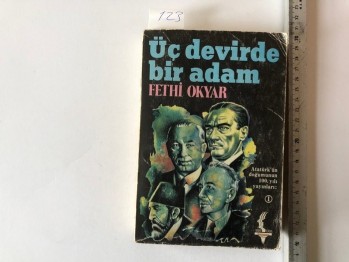 123
Üç devirde
bir adam
FETHİ OKYAR
Atatürk'ün
doğumunun
100. yılı
yayınları:
1